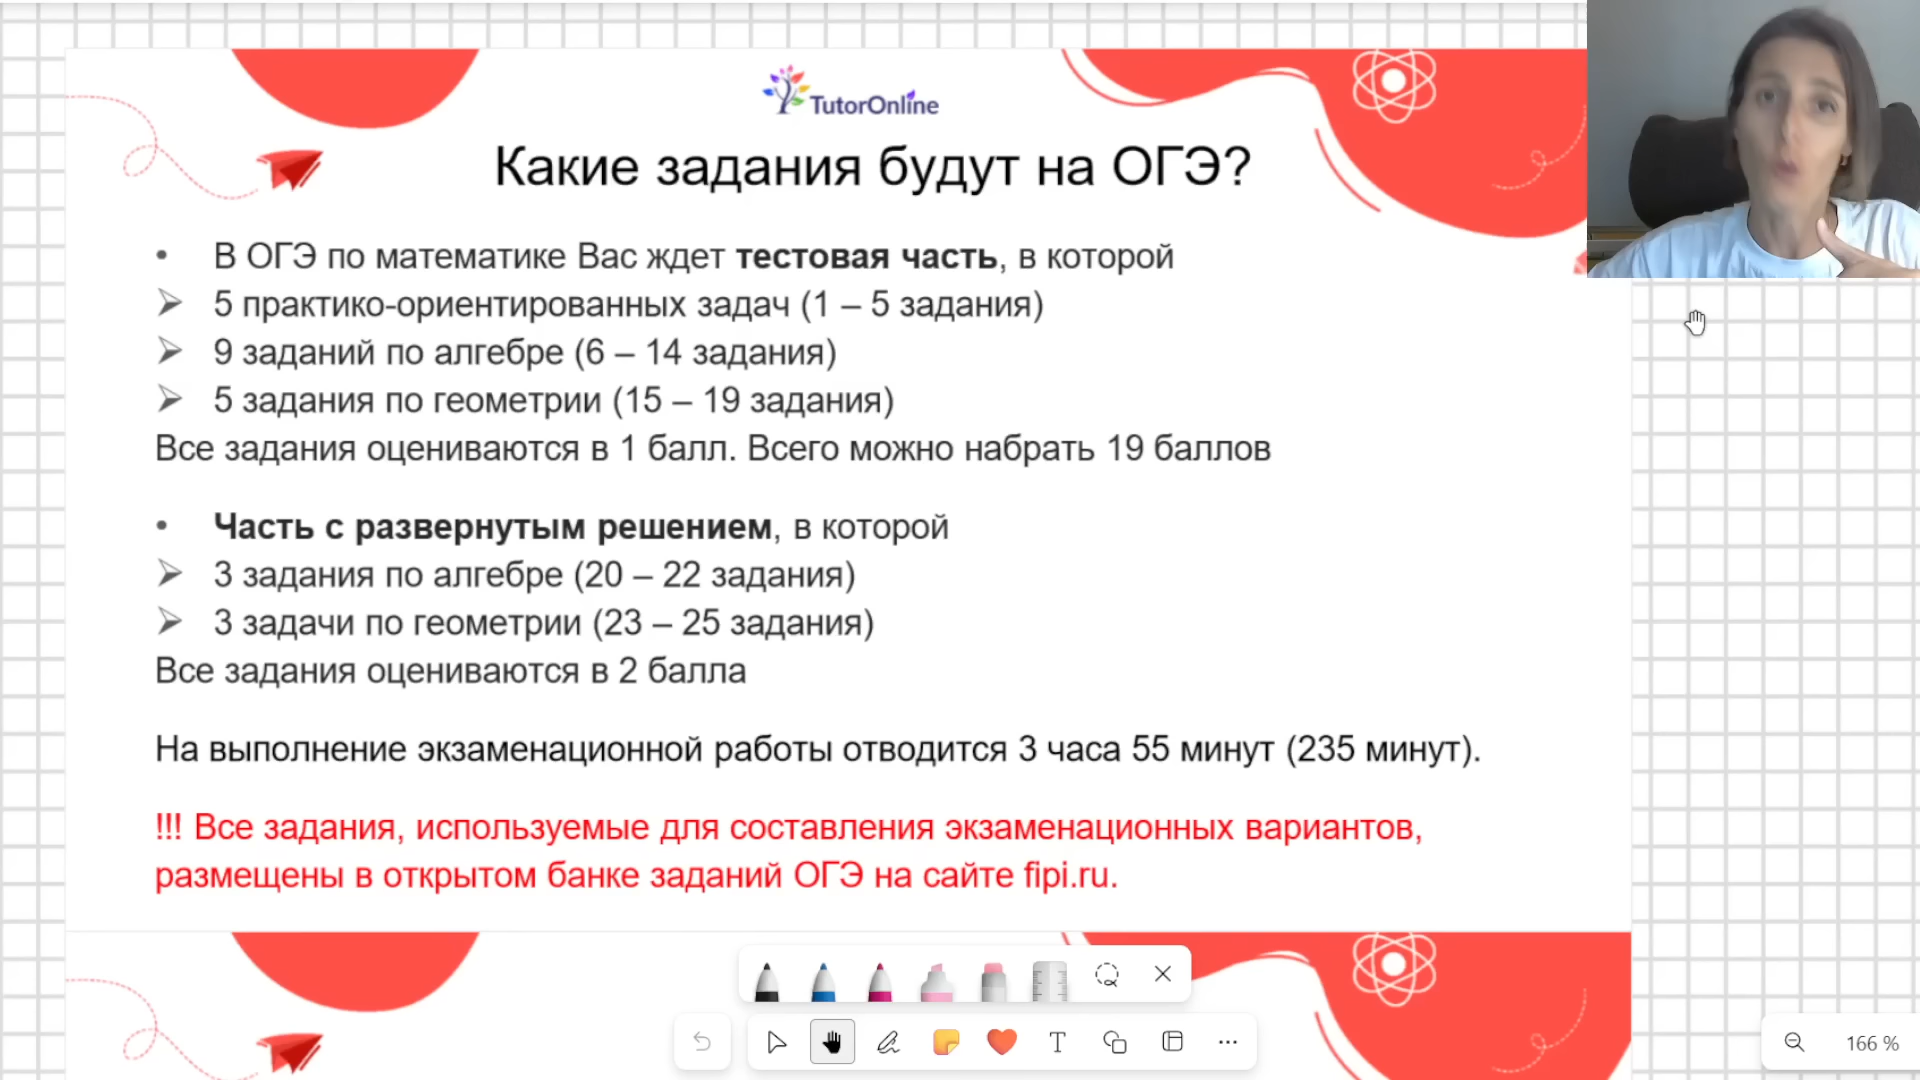 TutorOnline
Какие задания будут на ОГЭ?
• В ОГЭ по математике Вас ждет тестовая часть, в которой
➢ 5 практико-ориентированных задач (1 – 5 задания)
➢ 9 заданий по алгебре (6 – 14 задания)
➢ 5 задания по геометрии (15 – 19 задания)
Все задания оцениваются в 1 балл. Всего можно набрать 19 баллов
• Часть с развернутым решением, в которой
➢ 3 задания по алгебре (20 – 22 задания)
➢ 3 задачи по геометрии (23 – 25 задания)
Все задания оцениваются в 2 балла
На выполнение экзаменационной работы отводится 3 часа 55 минут (235 минут).
!!! Все задания, используемые для составления экзаменационных вариантов,
размещены в открытом банке заданий ОГЭ на сайте fipi.ru.
166 %